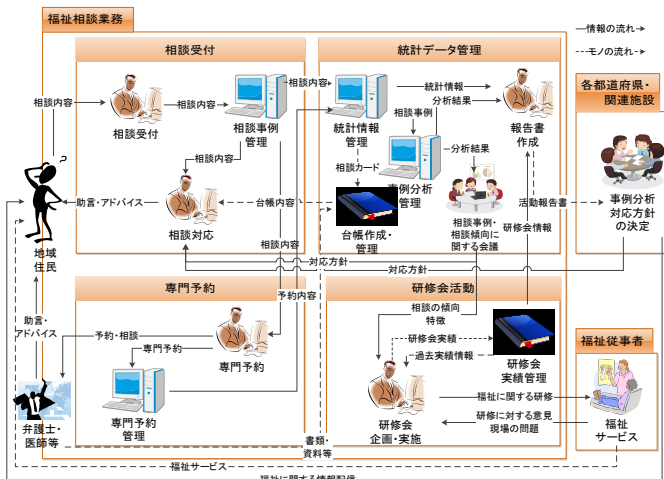 福祉相談業務
情報の流れ
モノの流れ
相談受付
統計データ管理
各都道府県・
関連施設
相談内容
相談受付
相談内容
相談事例
管理
相談内容
統計情報
管理
統計情報
分析結果
相談事例
報告書
作成
相談内容
相談カード
事例分析
管理
分析結果
助言・アドバイス
相談対応
台帳内容
台帳作成・
管理
相談事例・
相談傾向に
関する会議
活動報告書
研修会情報
事例分析
対応方針
の決定
地域
住民
相談内容
対応方針
対応方針
専門予約
予約内容
研修会活動
助言・
アドバイス
予約・相談
専門予約
専門予約
専門予約
管理
相談の傾向
特徴
研修会実績
過去実績情報
研修会
実績管理
福祉従事者
弁護士・
医師等
研修会
企画・実施
福祉に関する研修
研修に対する意見
現場の問題
福祉
サービス
書類・
資料等
福祉サービス
福祉に関する情報配信